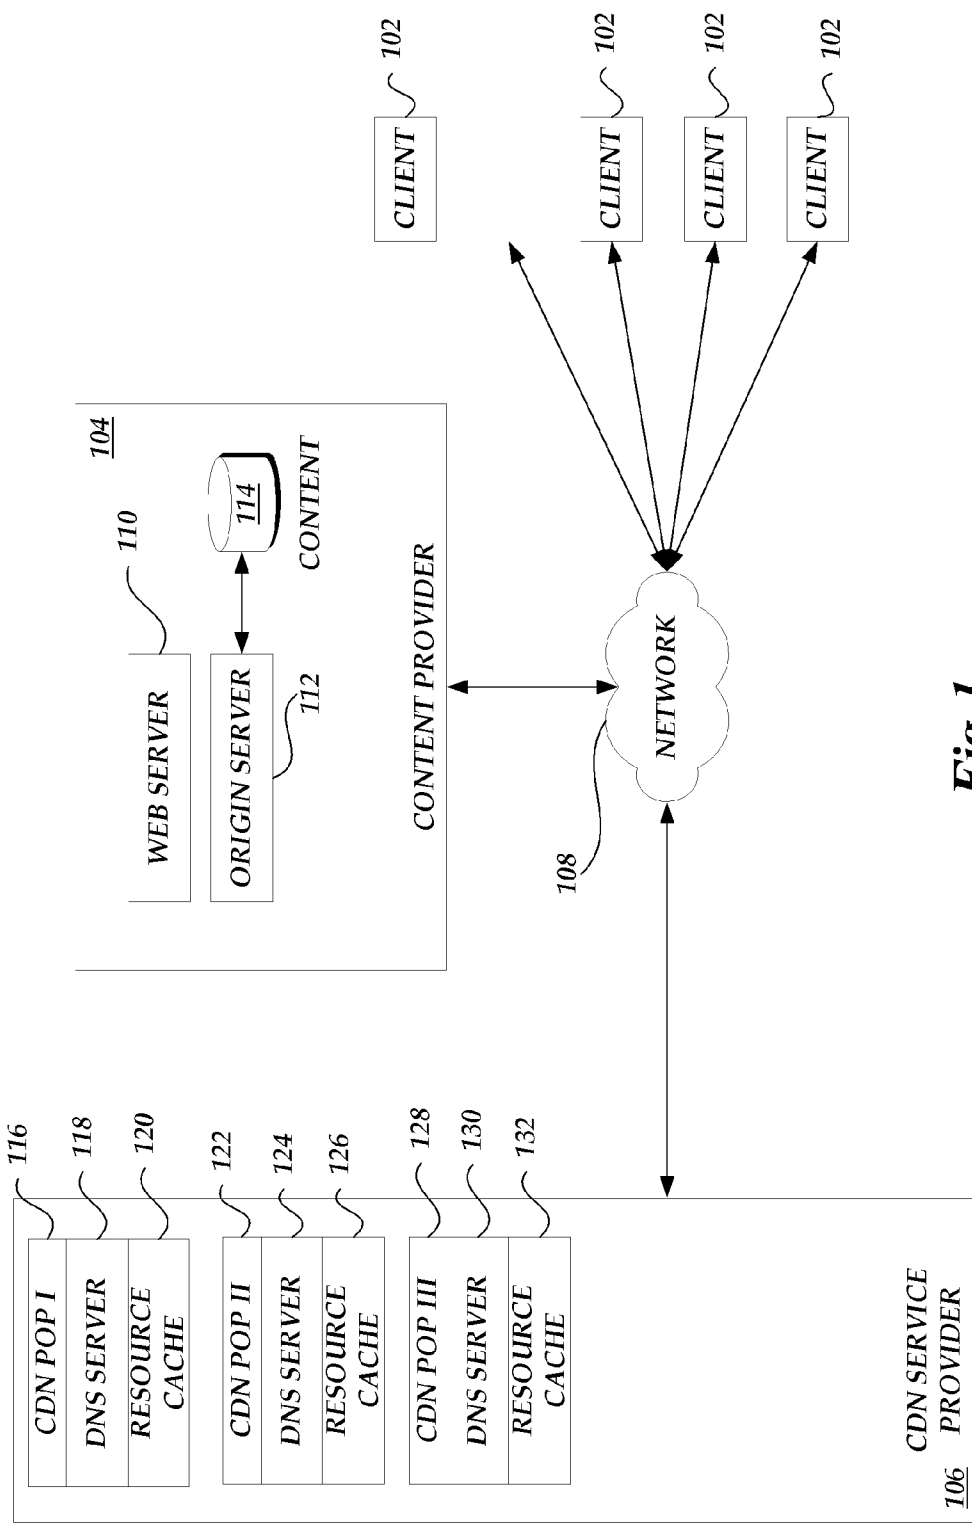 116
CDN POP I
118
DNS SERVER
120
RESOURCE
CACHE
122
CDN POP II
124
DNS SERVER
126
RESOURCE
CACHE
128
CDN POP III
130
DNS SERVER
132
RESOURCE
CACHE
CDN SERVICE
PROVIDER
106
104
110
WEB SERVER
ORIGIN SERVER
112
114
CONTENT
CONTENT PROVIDER
108
NETWORK
102
CLIENT
102
CLIENT
102
CLIENT
102
CLIENT
Fig.1.